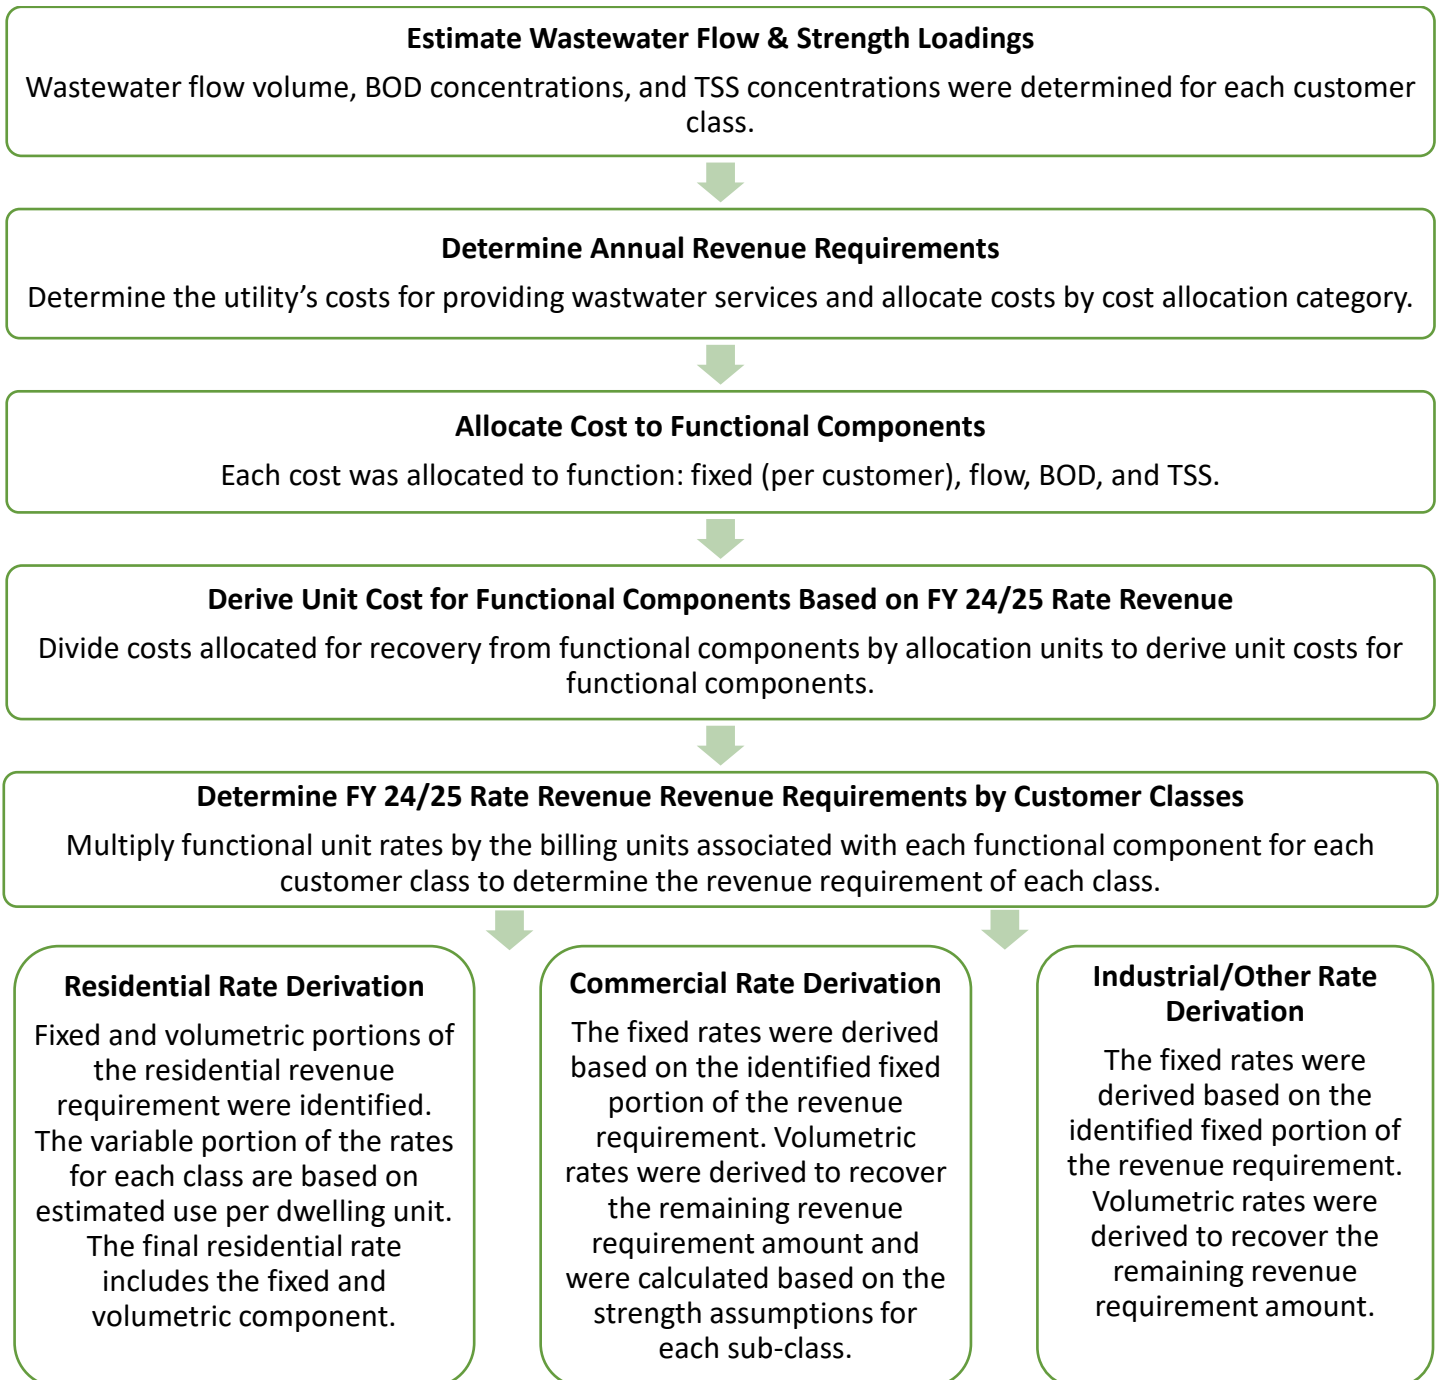 Estimate Wastewater Flow & Strength Loadings
Wastewater flow volume, BOD concentrations, and TSS concentrations were determined for each customer
class.
Determine Annual Revenue Requirements
Determine the utility’s costs for providing wastwater services and allocate costs by cost allocation category.
Allocate Cost to Functional Components
Each cost was allocated to function: fixed (per customer), flow, BOD, and TSS.
Derive Unit Cost for Functional Components Based on FY 24/25 Rate Revenue
Divide costs allocated for recovery from functional components by allocation units to derive unit costs for
functional components.
Determine FY 24/25 Rate Revenue Revenue Requirements by Customer Classes
Multiply functional unit rates by the billing units associated with each functional component for each
customer class to determine the revenue requirement of each class.
Residential Rate Derivation
Fixed and volumetric portions of
the residential revenue
requirement were identified.
The variable portion of the rates
for each class are based on
estimated use per dwelling unit.
The final residential rate
includes the fixed and
volumetric component.
Commercial Rate Derivation
The fixed rates were derived
based on the identified fixed
portion of the revenue
requirement. Volumetric
rates were derived to recover
the remaining revenue
requirement amount and
were calculated based on the
strength assumptions for
each sub-class.
Industrial/Other Rate
Derivation
The fixed rates were
derived based on the
identified fixed portion of
the revenue requirement.
Volumetric rates were
derived to recover the
remaining revenue
requirement amount.